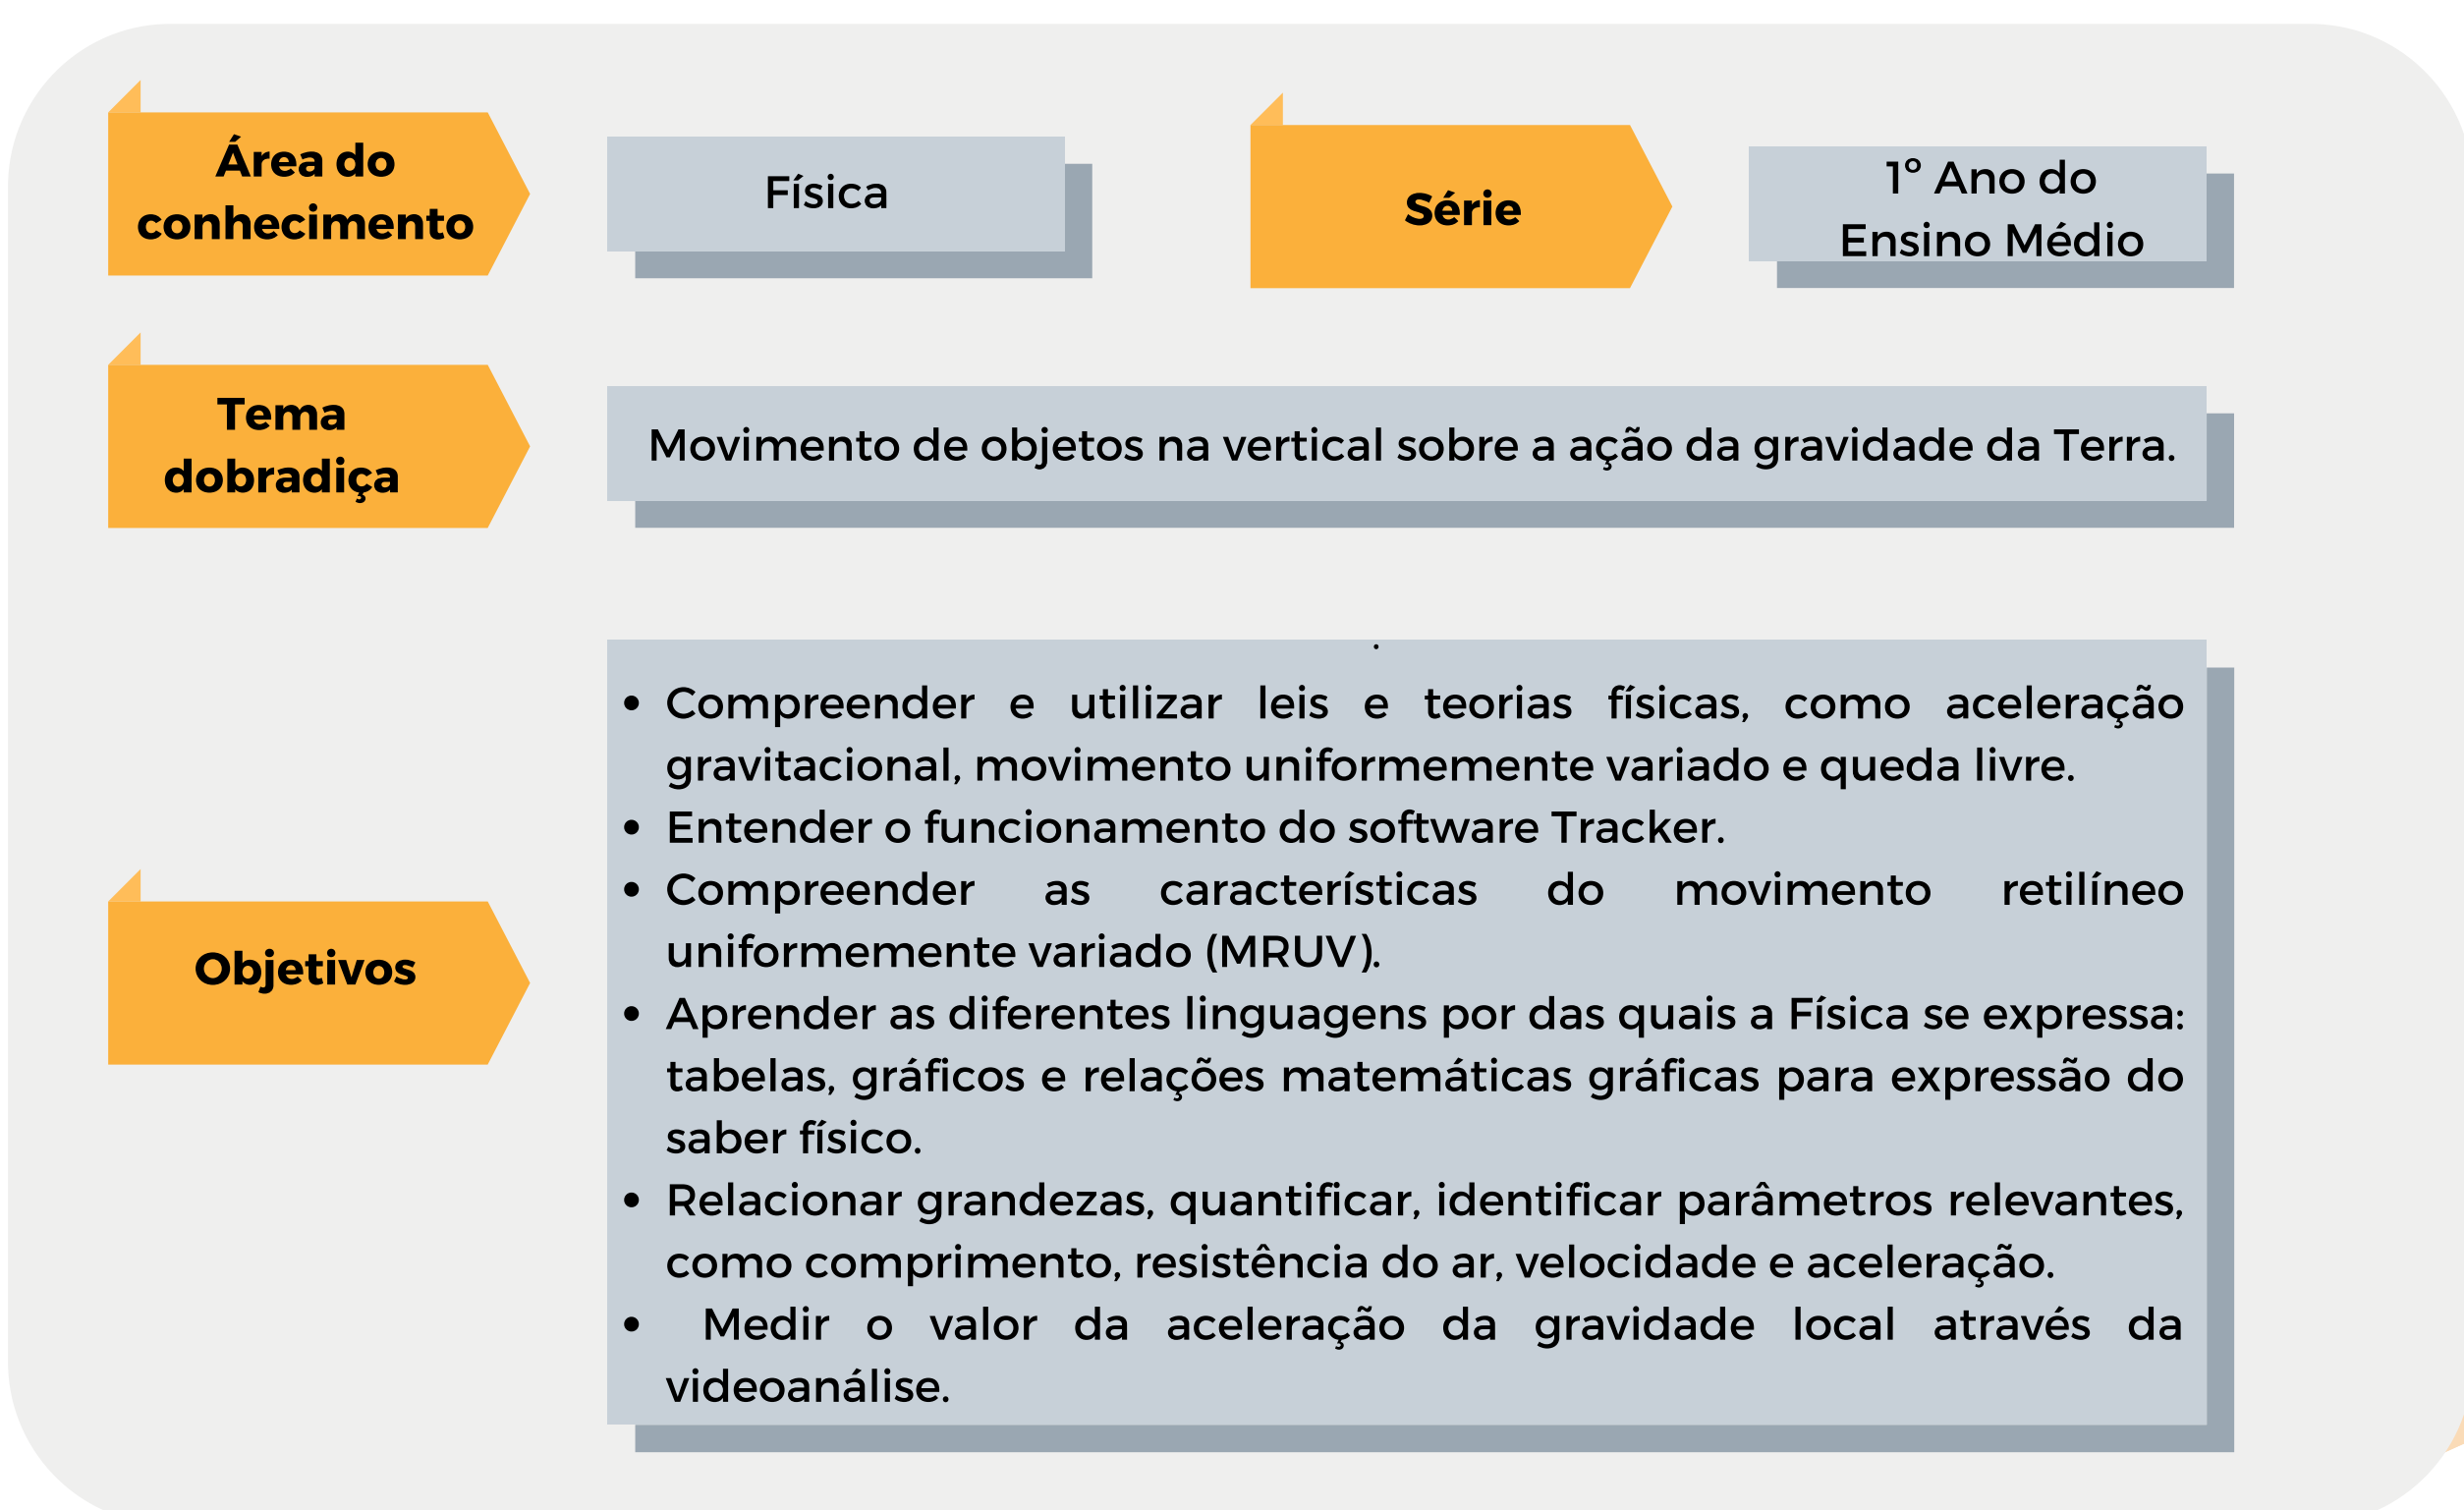 Área do
conhecimento
Física
Série
1º Ano do
Ensino Médio
Tema
dobradiça
Movimento de objetos na vertical sobre a ação da gravidade da Terra.
Objetivos
.
• Compreender e utilizar leis e teorias físicas, como aceleração
gravitacional, movimento uniformemente variado e queda livre.
• Entender o funcionamento do software Tracker.
• Compreender as características do movimento retilíneo
uniformemente variado (MRUV).
• Aprender as diferentes linguagens por das quais a Física se expressa:
tabelas, gráficos e relações matemáticas gráficas para expressão do
saber físico.
• Relacionar grandezas, quantificar, identificar parâmetros relevantes,
como comprimento, resistência do ar, velocidade e aceleração.
• Medir o valor da aceleração da gravidade local através da
videoanálise.